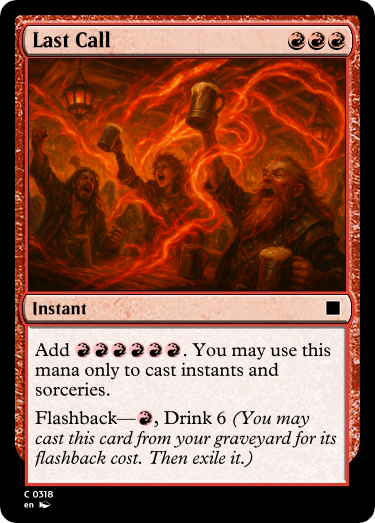 Last Call
Instant
Add. You may use this
mana only to cast instants and
sorceries.
Flashback—, Drink 6 (You may
cast this card from your graveyard for its
flashback cost. Then exile it.)
C 0318
en